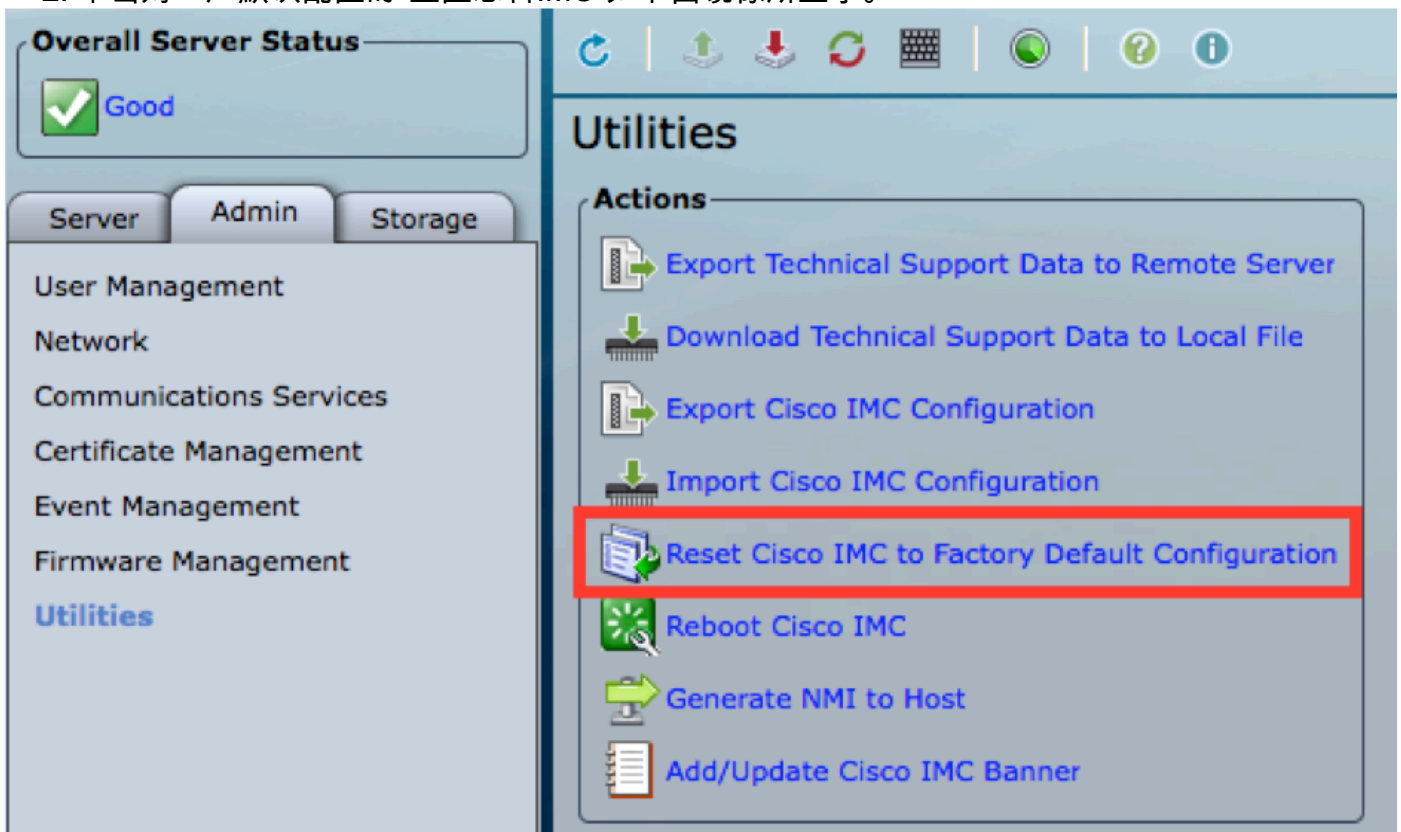 Overall Server Status
Good
Server
Admin
Storage
User Management
Network
Communications Services
Certificate Management
Event Management
Firmware Management
Utilities
Utilities
Actions
Export Technical Support Data to Remote Server
Download Technical Support Data to Local File
Export Cisco IMC Configuration
Import Cisco IMC Configuration
Reset Cisco IMC to Factory Default Configuration
Reboot Cisco IMC
Generate NMI to Host
Add/Update Cisco IMC Banner